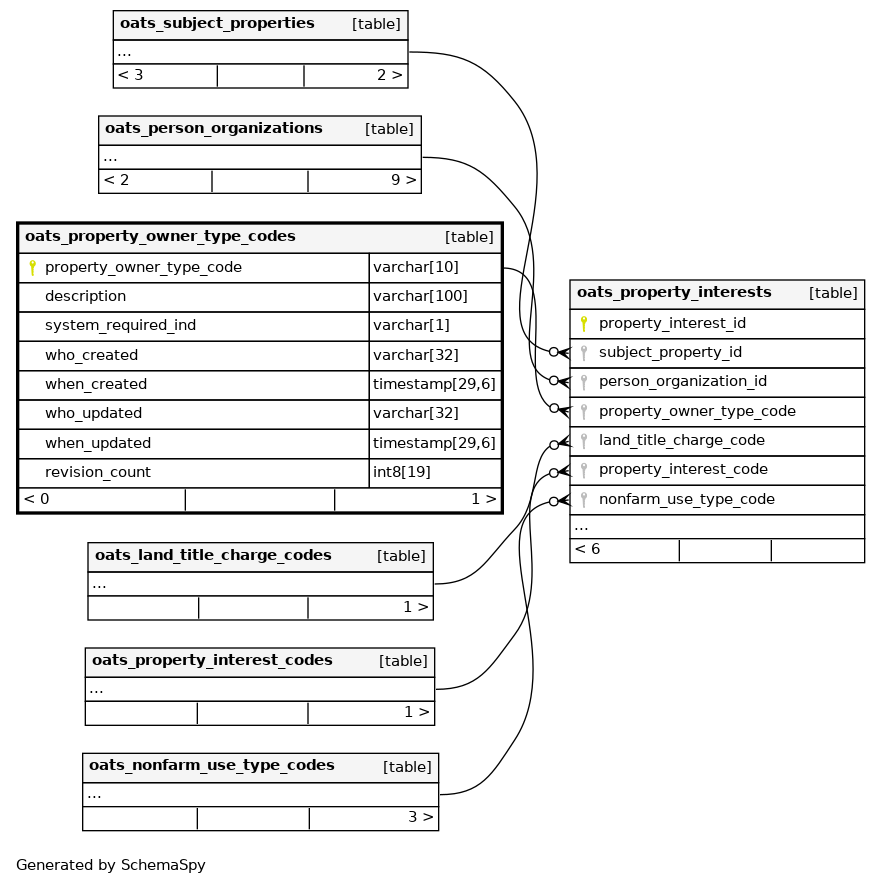 oats_subject_properties [table]
...
< 3 2 >
oats_person_organizations [table]
...
< 2 9 >
oats_property_owner_type_codes [table]
property_owner_type_code varchar[10]
description varchar[100]
system_required_ind varchar[1]
who_created varchar[32]
when_created timestamp[29,6]
who_updated varchar[32]
when_updated timestamp[29,6]
revision_count int8[19]
< 0 1 >
oats_property_interests [table]
property_interest_id
subject_property_id
person_organization_id
property_owner_type_code
land_title_charge_code
property_interest_code
nonfarm_use_type_code
...
< 6
oats_land_title_charge_codes [table]
...
1 >
oats_property_interest_codes [table]
...
1 >
oats_nonfarm_use_type_codes [table]
...
3 >
Generated by SchemaSpy